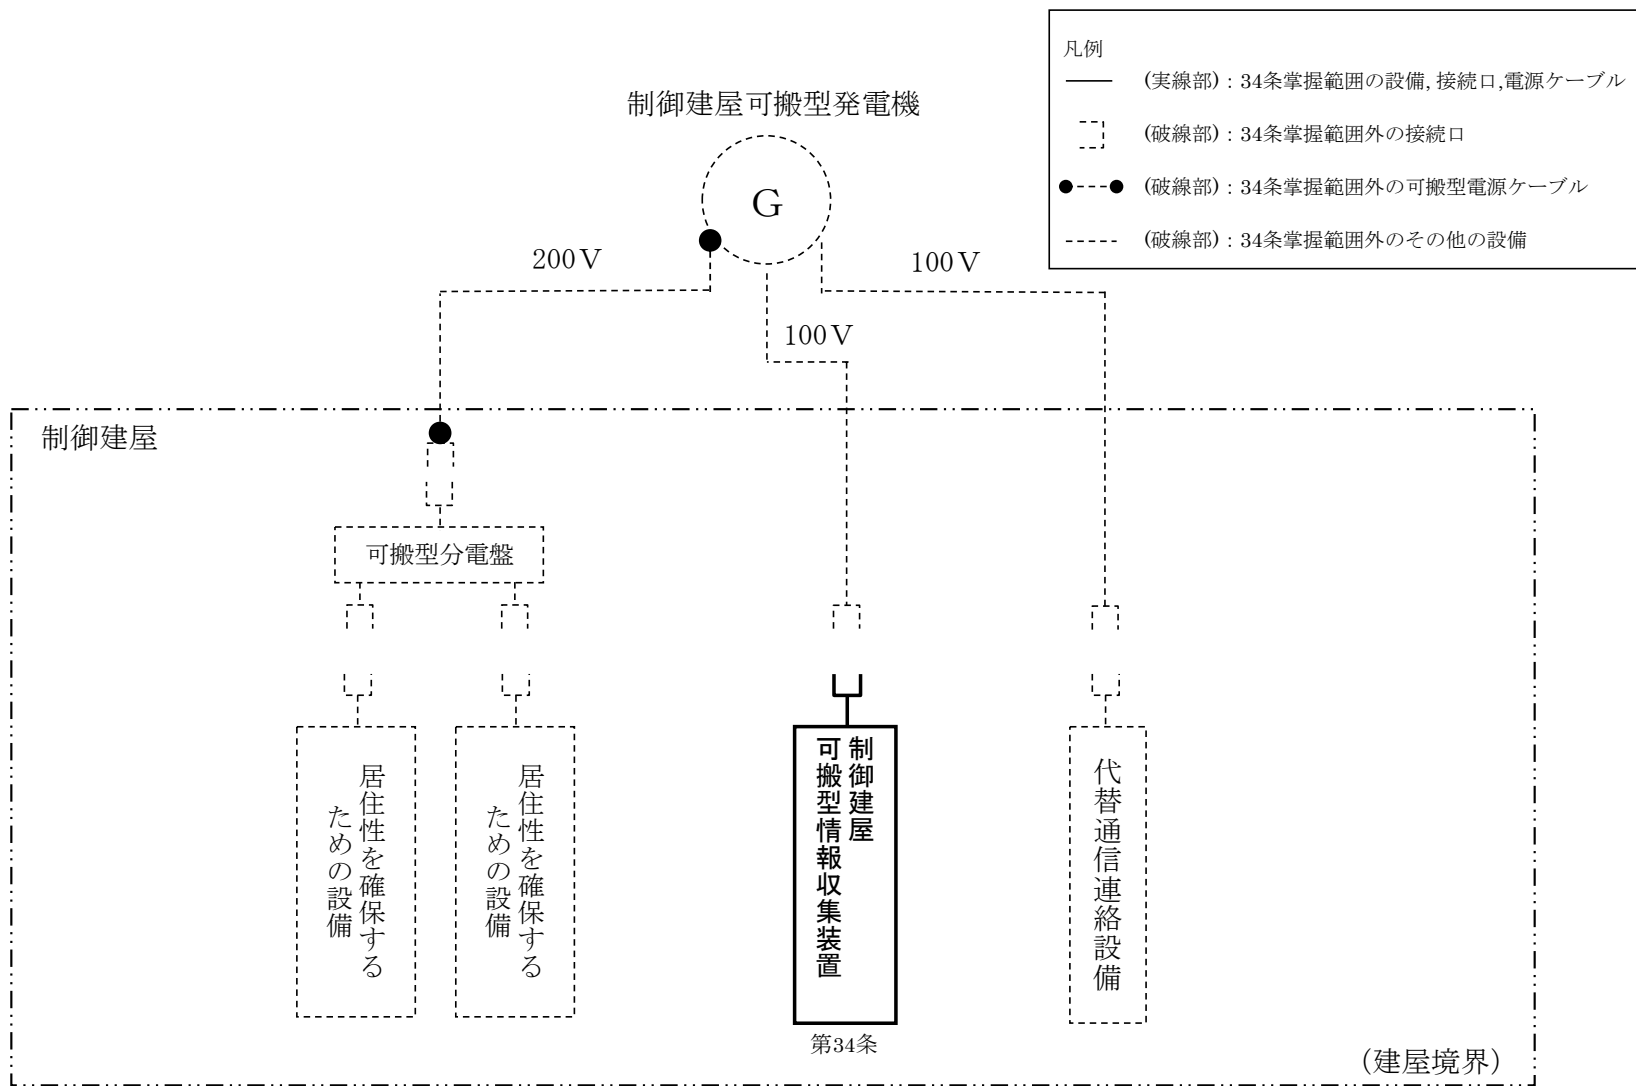 凡例
(実線部) : 34条掌握範囲の設備, 接続口,電源ケーブル
(破線部) : 34条掌握範囲外の接続口
(破線部) : 34条掌握範囲外の可搬型電源ケーブル
(破線部) : 34条掌握範囲外のその他の設備
制御建屋可搬型発電機
G
200V
100V
100V
制御建屋
可搬型分電盤
居住性を確保する
ための設備
居住性を確保する
ための設備
制御建屋
可搬型情報収集装置
代替通信連絡設備
第34条
(建屋境界)